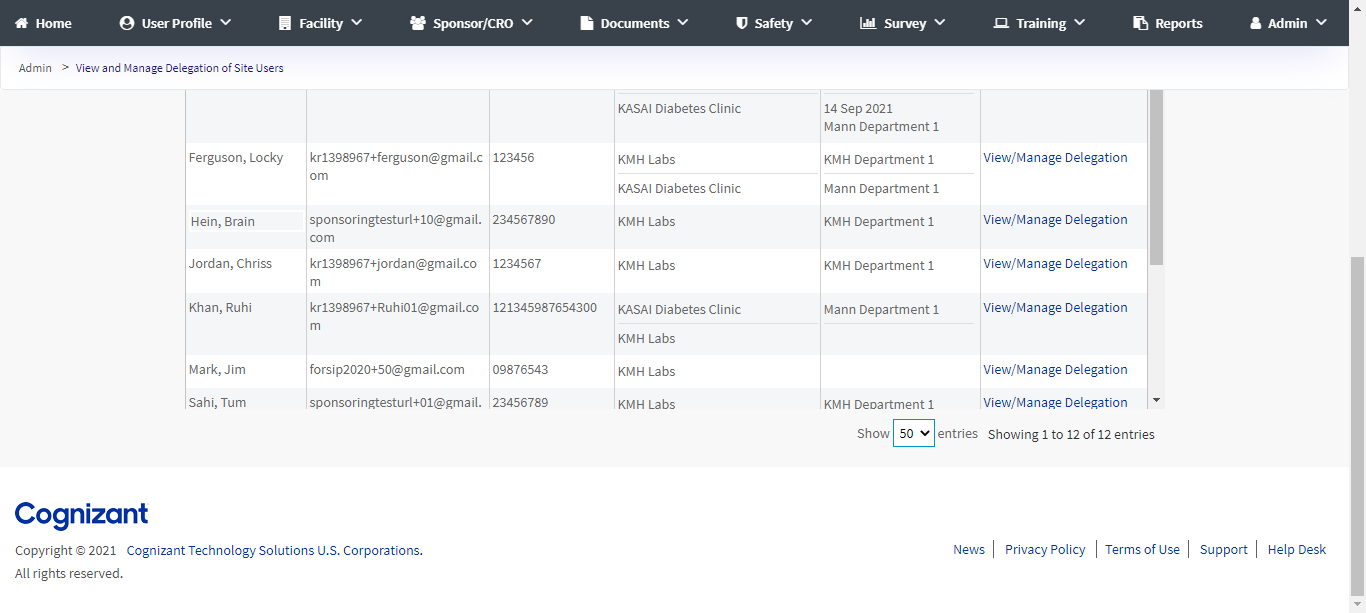 Home User Profile Facility Sponsor/CRO Documents Safety Survey Training Reports Admin
Admin > View and Manage Delegation of Site Users
KASAI Diabetes Clinic 14 Sep 2021
Mann Department 1
Ferguson, Locky kr1398967+ferguson@gmail.c 123456 KMH Labs KMH Department 1 View/Manage Delegation
om
KASAI Diabetes Clinic Mann Department 1
Hein, Brain sponsoringtesturl+10@gmail. 234567890 KMH Labs KMH Department 1 View/Manage Delegation
com
Jordan, Chriss kr1398967+jordan@gmail.co 1234567 KMH Labs KMH Department 1 View/Manage Delegation
m
Khan, Ruhi kr1398967+Ruhi01@gmail.co 121345987654300 KASAI Diabetes Clinic Mann Department 1 View/Manage Delegation
m
KMH Labs
Mark, Jim forsip2020+50@gmail.com 09876543 KMH Labs View/Manage Delegation
Sahi, Tum sponsoringtesturl+01@gmail. 23456789 KMH Labs KMH Department 1 View/Manage Delegation
Show 50 entries Showing 1 to 12 of 12 entries
Cognizant
Copyright © 2021 Cognizant Technology Solutions U.S. Corporations.
All rights reserved.
News Privacy Policy Terms of Use Support Help Desk